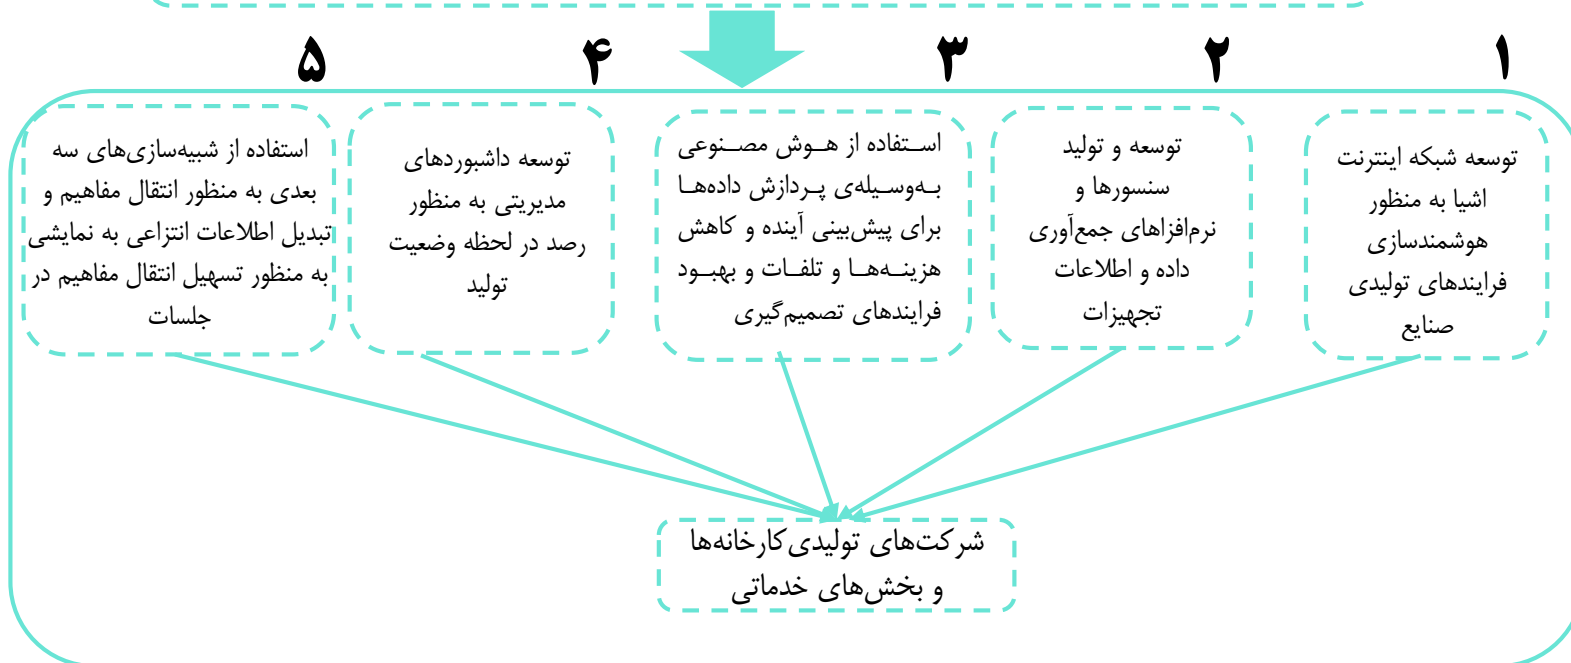 ۱
۲
۳
۴
۵
توسعه شبکه اینترنت
اشیا به منظور
هوشمندسازی
فرایندهای تولیدی
صنایع
توسعه و تولید
سنسورها و
نرم‌افزاهای جمع‌آوری
داده و اطلاعات
تجهیزات
استفاده از هوش مصنوعی
به‌وسیله‌ی پردازش داده‌ها
برای پیش‌بینی آینده و کاهش
هزینه‌ها و تلفات و بهبود
فرایندهای تصمیم‌گیری
توسعه داشبوردهای
مدیریتی به منظور
رصد در لحظه وضعیت
تولید
استفاده از شبیه‌سازی‌های سه
بعدی به منظور انتقال مفاهیم و
تبدیل اطلاعات انتزاعی به نمایشی
به منظور تسهیل انتقال مفاهیم در
جلسات
شرکت‌های تولیدی کارخانه‌ها
و بخش‌های خدماتی